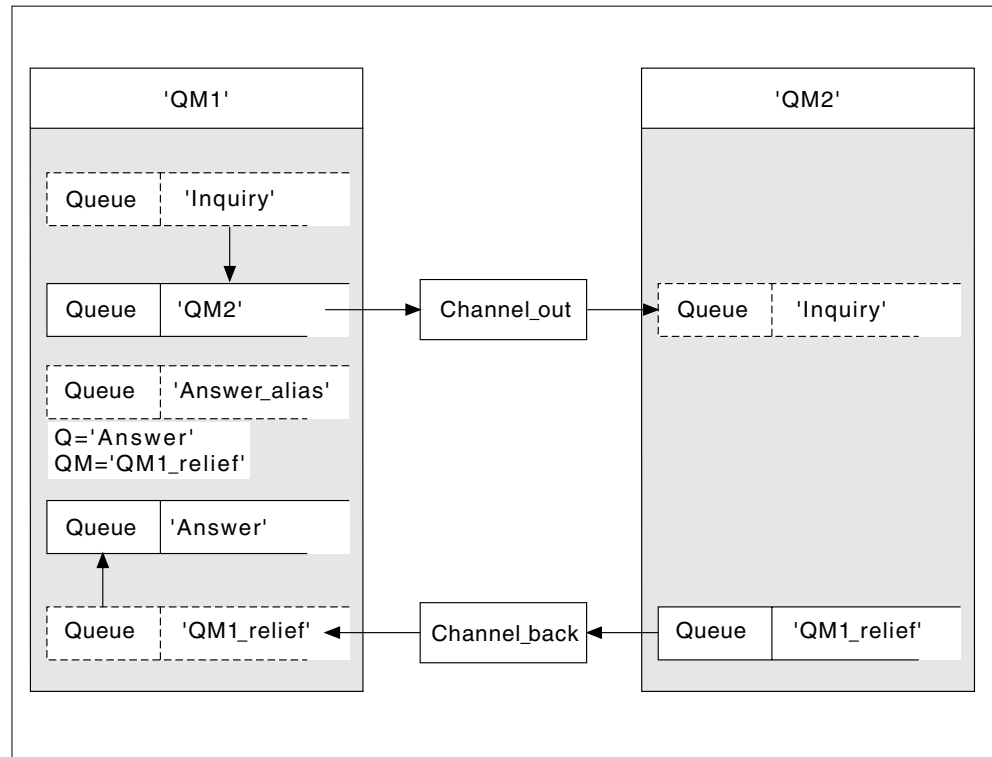 'QM1'
'QM2'
Queue 'Inquiry'
Queue 'QM2'
Channel_out
Queue 'Inquiry'
Queue 'Answer_alias'
Q='Answer'
QM='QM1_relief'
Queue 'Answer'
Queue 'QM1_relief'
Channel_back
Queue 'QM1_relief'